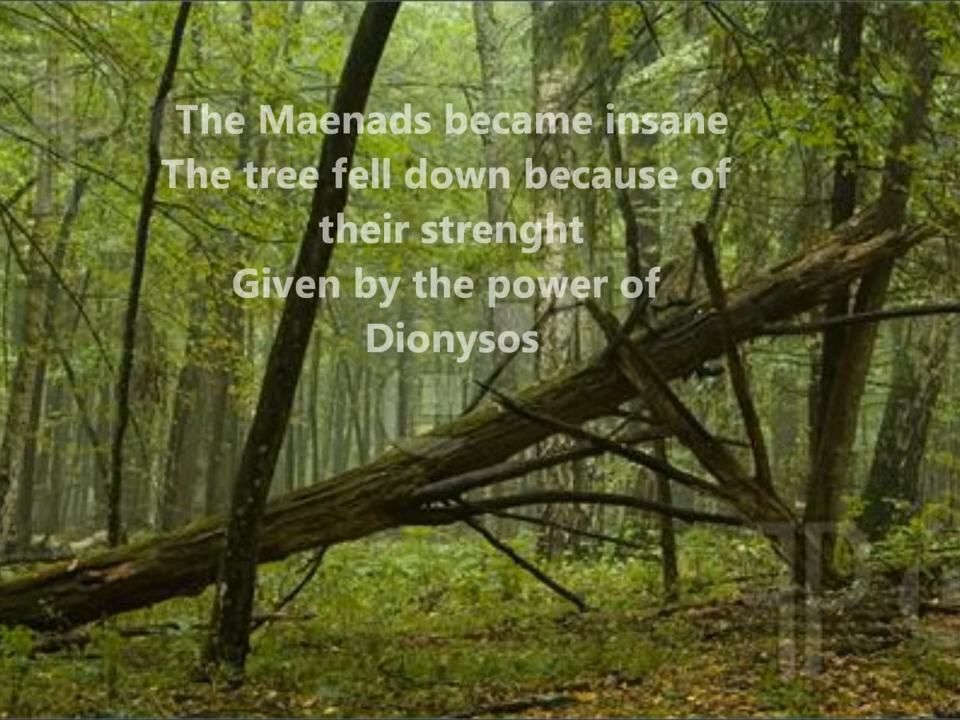 The Maenads became insane
The tree fell down because of
their strenght
Given by the power of
Dionysos